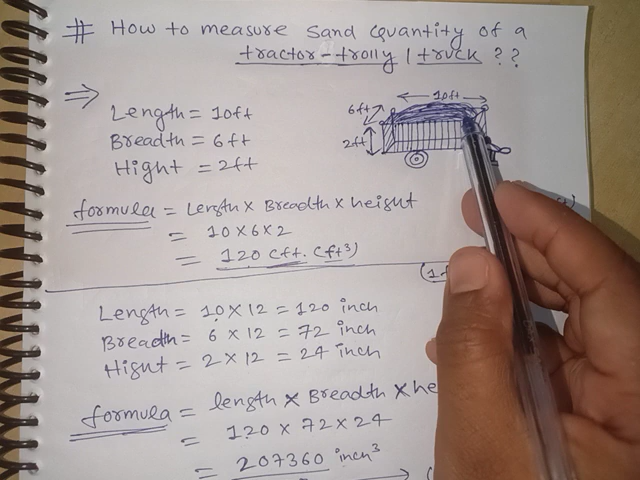 # How to measure Sand Quantity of a
tractor-trolly / truck ??
⇒
Length = 10ft
Breadth = 6ft
Hight = 2ft
10ft
6ft
2ft
formula = Length × Breadth × height
= 10×6×2
= 120 Cft. (ft³)
Length = 10 × 12 = 120 inch
Breadth = 6 × 12 = 72 inch
Hight = 2 × 12 = 24 inch
formula = length × Breadth × he
= 120 × 72 × 24
= 207360 inch³